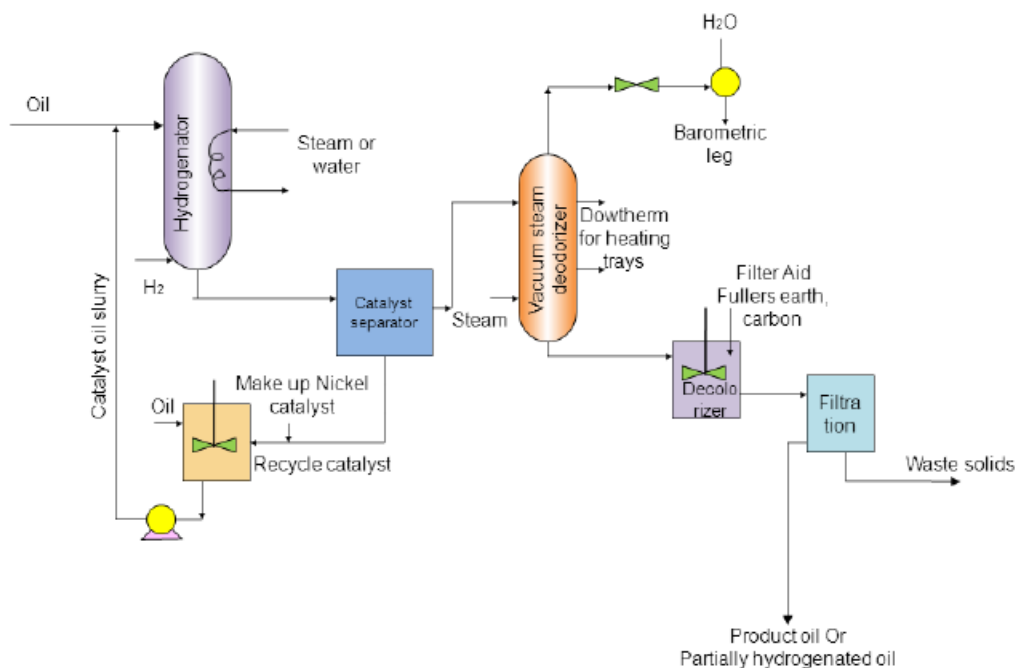 H2O
Oil
Hydrogenator
Steam or
water
Barometric
leg
H2
Catalyst oil slurry
Catalyst
separator
Steam
Vacuum steam
deodorizer
Dowtherm
for heating
trays
Filter Aid
Fullers earth,
carbon
Make up Nickel
catalyst
Oil
Recycle catalyst
Decolo
rizer
Filtra
tion
Waste solids
Product oil Or
Partially hydrogenated oil